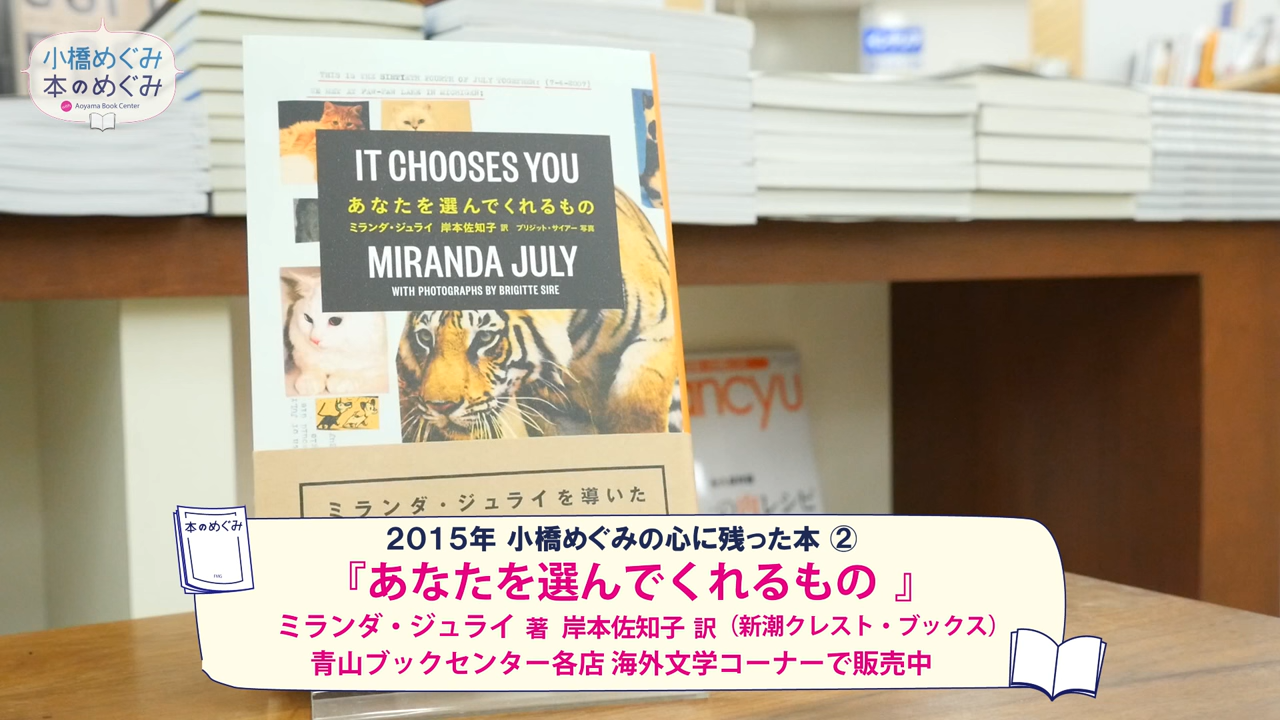 小橋めぐみ
本のめぐみ
Aoyama Book Center
THIS IS THE NINETEEN FOURTH OF JULY
IT CHOOSES YOU
あなたを選んでくれるもの
ミランダ・ジュライ 岸本佐知子 訳 ブリジット・サイアー 写真
MIRANDA JULY
WITH PHOTOGRAPHS BY BRIGITTE SIRE
ancyu
レシピ
ミランダ・ジュライを導いた
本のめぐみ
2015年 小橋めぐみの心に残った本 ②
『あなたを選んでくれるもの 』
ミランダ・ジュライ 著 岸本佐知子 訳（新潮クレスト・ブックス）
青山ブックセンター各店 海外文学コーナーで販売中